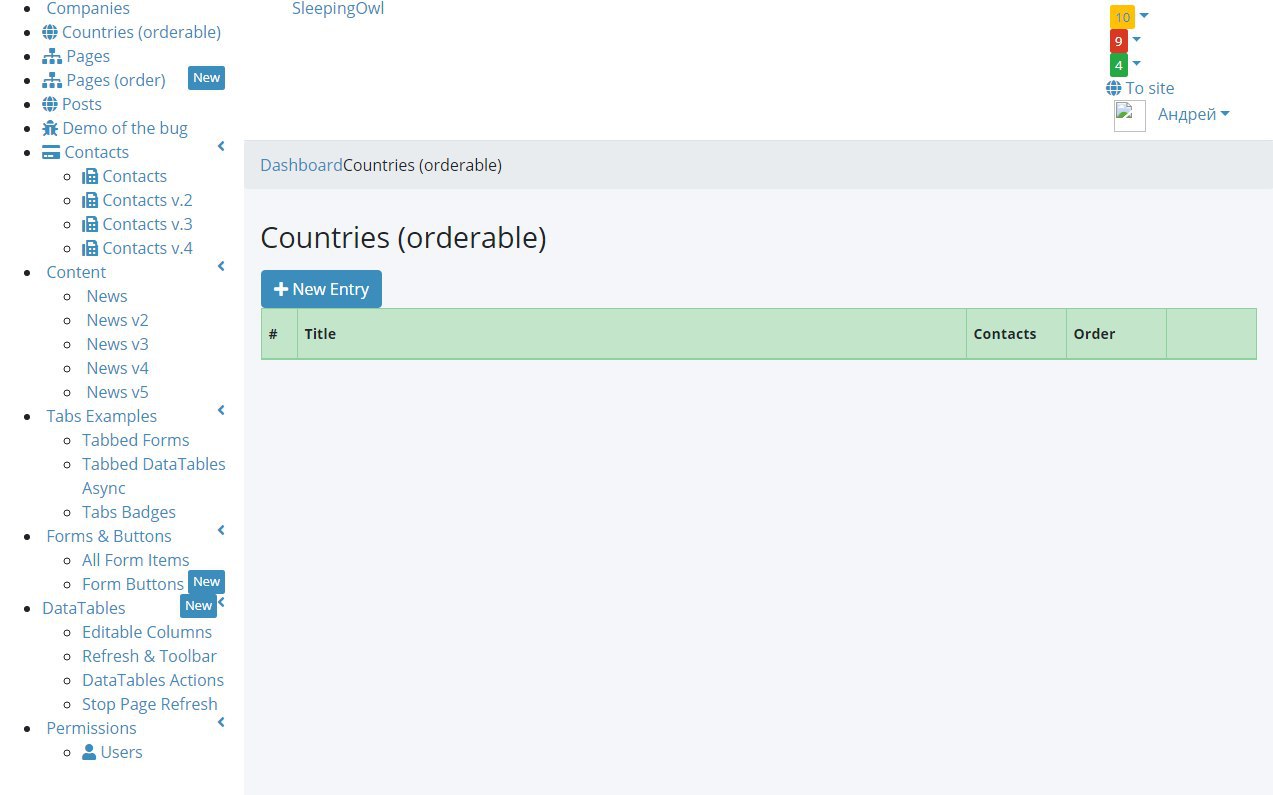 Companies
Countries (orderable)
Pages
Pages (order) New
Posts
Demo of the bug
Contacts
Contacts
Contacts v.2
Contacts v.3
Contacts v.4
Content
News
News v2
News v3
News v4
News v5
Tabs Examples
Tabbed Forms
Tabbed DataTables
Async
Tabs Badges
Forms & Buttons
All Form Items
Form Buttons New
DataTables New
Editable Columns
Refresh & Toolbar
DataTables Actions
Stop Page Refresh
Permissions
Users
SleepingOwl
10
9
4
To site
Андрей
DashboardCountries (orderable)
Countries (orderable)
New Entry
# Title Contacts Order